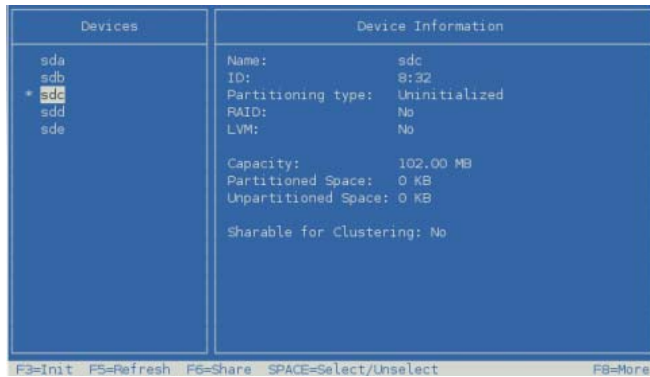 Devices
Device Information
sda
sdb
* sdc
sdd
sde
Name: sdc
ID: 8:32
Partitioning type: Uninitialized
RAID: No
LVM: No
Capacity: 102.00 MB
Partitioned Space: 0 KB
Unpartitioned Space: 0 KB
Sharable for Clustering: No
F3=Init F5=Refresh F6=Share SPACE=Select/Unselect F8=More